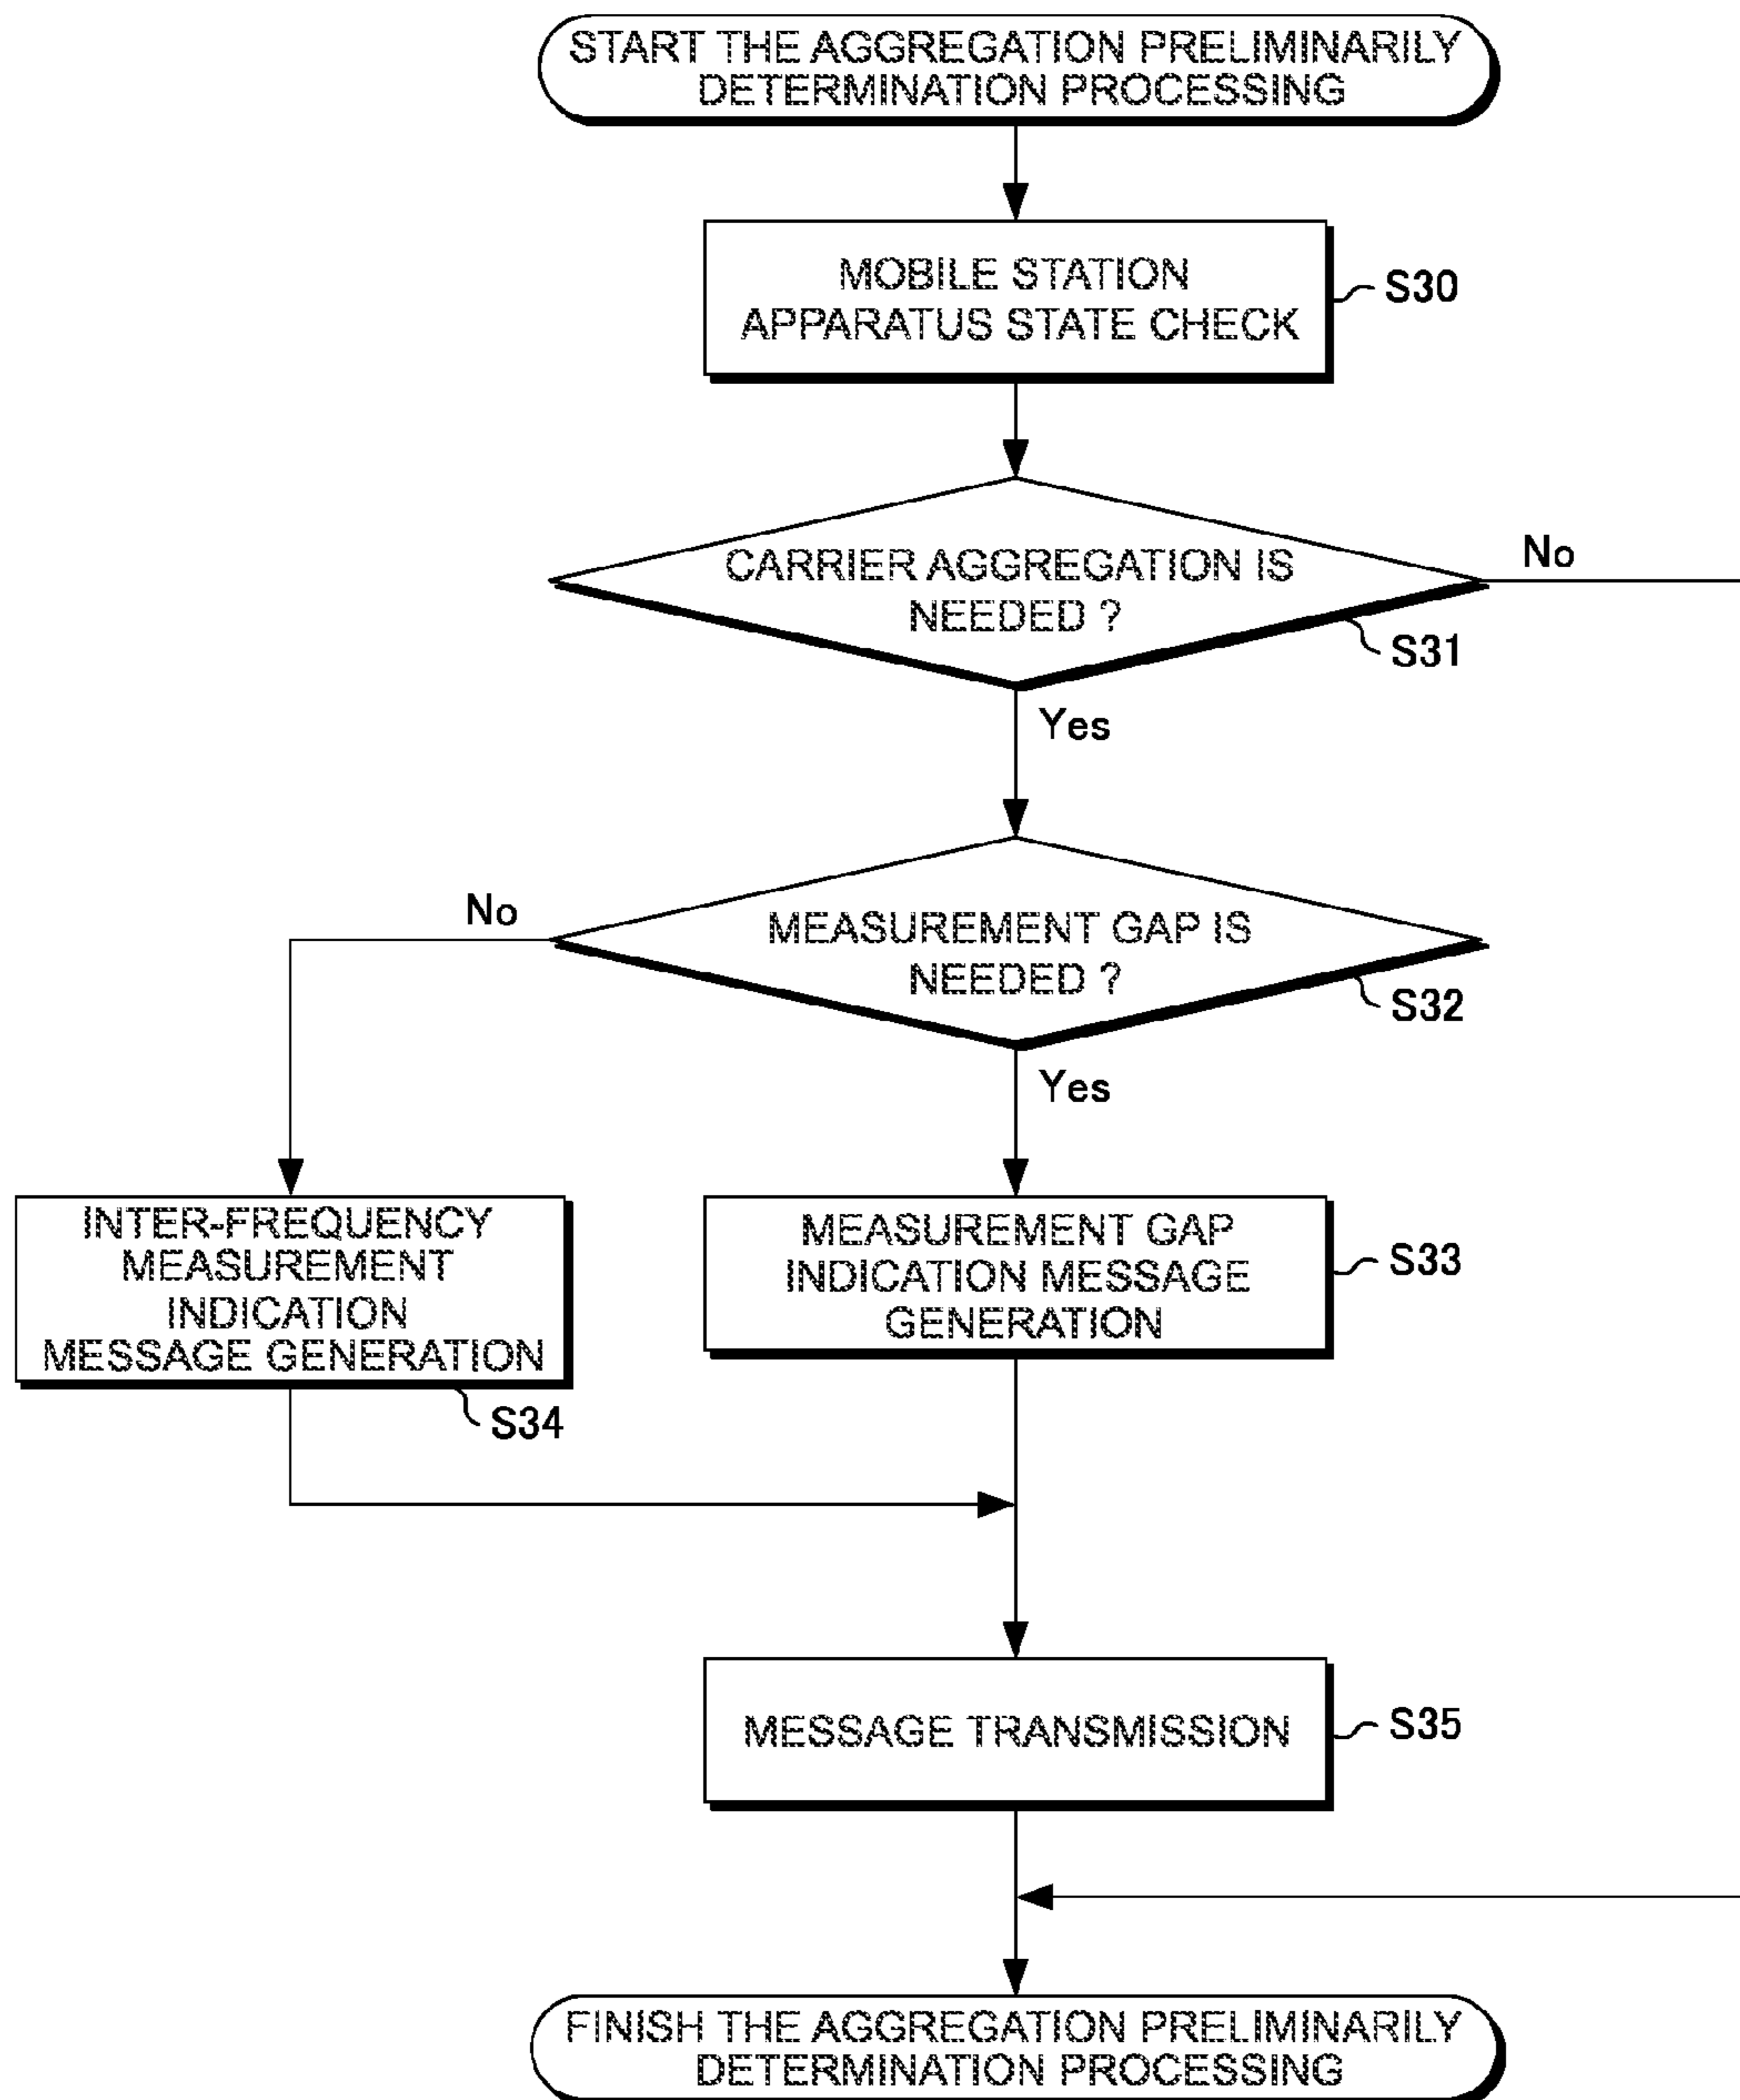 START THE AGGREGATION PRELIMINARILY
DETERMINATION PROCESSING
MOBILE STATION
APPARATUS STATE CHECK
S30
CARRIER AGGREGATION IS
NEEDED ?
No
S31
Yes
MEASUREMENT GAP IS
NEEDED ?
No
S32
Yes
INTER-FREQUENCY
MEASUREMENT
INDICATION
MESSAGE GENERATION
S34
MEASUREMENT GAP
INDICATION MESSAGE
GENERATION
S33
MESSAGE TRANSMISSION
S35
FINISH THE AGGREGATION PRELIMINARILY
DETERMINATION PROCESSING